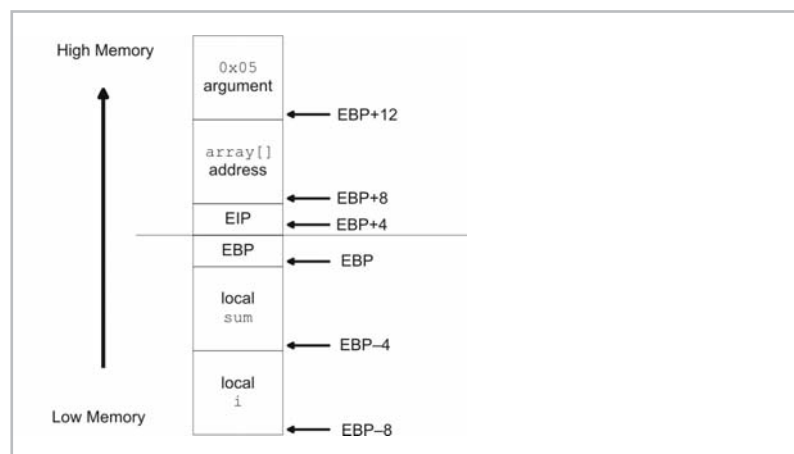 High Memory
0x05
argument
EBP+12
array[]
address
EBP+8
EIP
EBP+4
EBP
EBP
local
sum
EBP–4
local
i
Low Memory
EBP–8